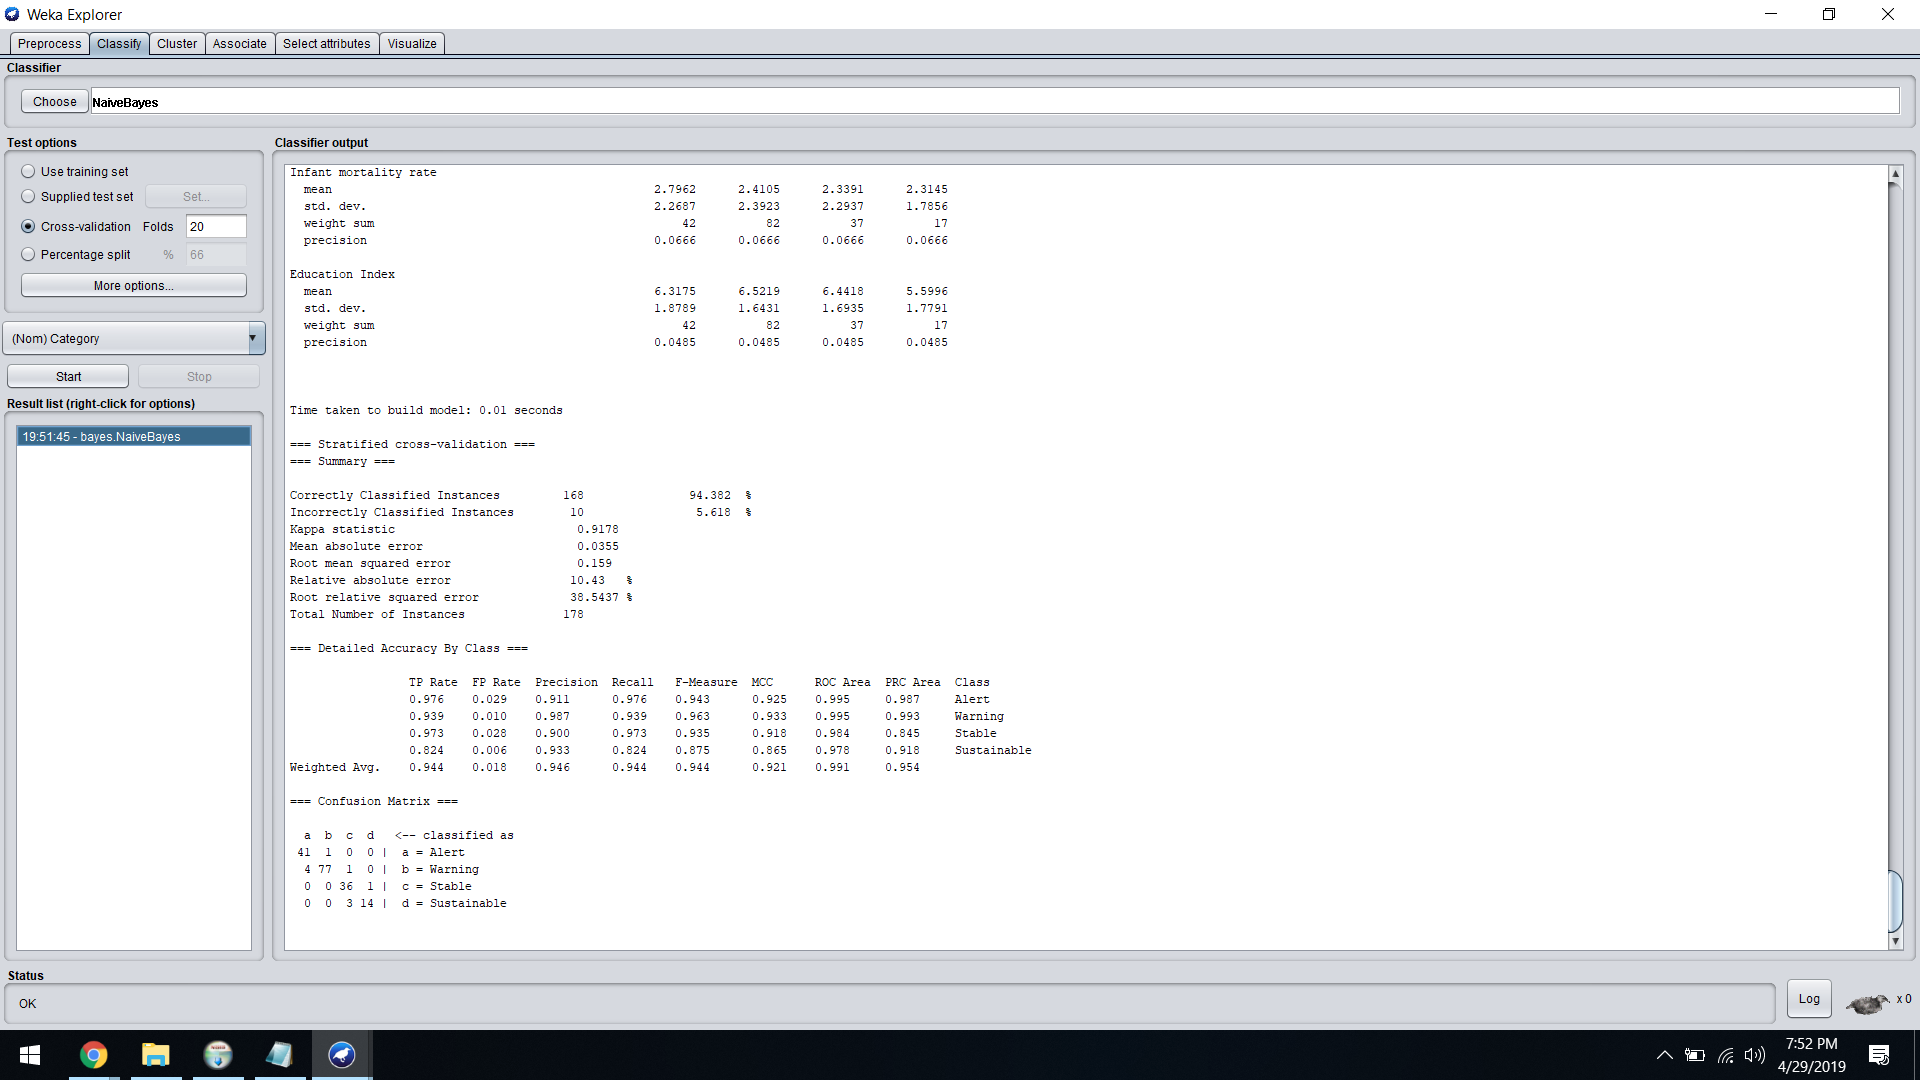 Weka Explorer
Preprocess Classify Cluster Associate Select attributes Visualize
Classifier
Choose NaiveBayes
Test options
Use training set
Supplied test set Set...
Cross-validation Folds 20
Percentage split % 66
More options...
(Nom) Category
Start Stop
Result list (right-click for options)
19:51:45 - bayes.NaiveBayes
Classifier output
Infant mortality rate
mean 2.7962 2.4105 2.3391 2.3145
std. dev. 2.2687 2.3923 2.2937 1.7856
weight sum 42 82 37 17
precision 0.0666 0.0666 0.0666 0.0666
Education Index
mean 6.3175 6.5219 6.4418 5.5996
std. dev. 1.8789 1.6431 1.6935 1.7791
weight sum 42 82 37 17
precision 0.0485 0.0485 0.0485 0.0485
Time taken to build model: 0.01 seconds
=== Stratified cross-validation ===
=== Summary ===
Correctly Classified Instances 168 94.382 %
Incorrectly Classified Instances 10 5.618 %
Kappa statistic 0.9178
Mean absolute error 0.0355
Root mean squared error 0.159
Relative absolute error 10.43 %
Root relative squared error 38.5437 %
Total Number of Instances 178
=== Detailed Accuracy By Class ===
TP Rate FP Rate Precision Recall F-Measure MCC ROC Area PRC Area Class
0.976 0.029 0.911 0.976 0.943 0.925 0.995 0.987 Alert
0.939 0.010 0.987 0.939 0.963 0.933 0.995 0.993 Warning
0.973 0.028 0.900 0.973 0.935 0.918 0.984 0.845 Stable
0.824 0.006 0.933 0.824 0.875 0.865 0.978 0.918 Sustainable
Weighted Avg. 0.944 0.018 0.946 0.944 0.944 0.921 0.991 0.954
=== Confusion Matrix ===
a b c d <-- classified as
41 1 0 0 | a = Alert
4 77 1 0 | b = Warning
0 0 36 1 | c = Stable
0 0 3 14 | d = Sustainable
Status
OK
Log x 0
7:52 PM
4/29/2019